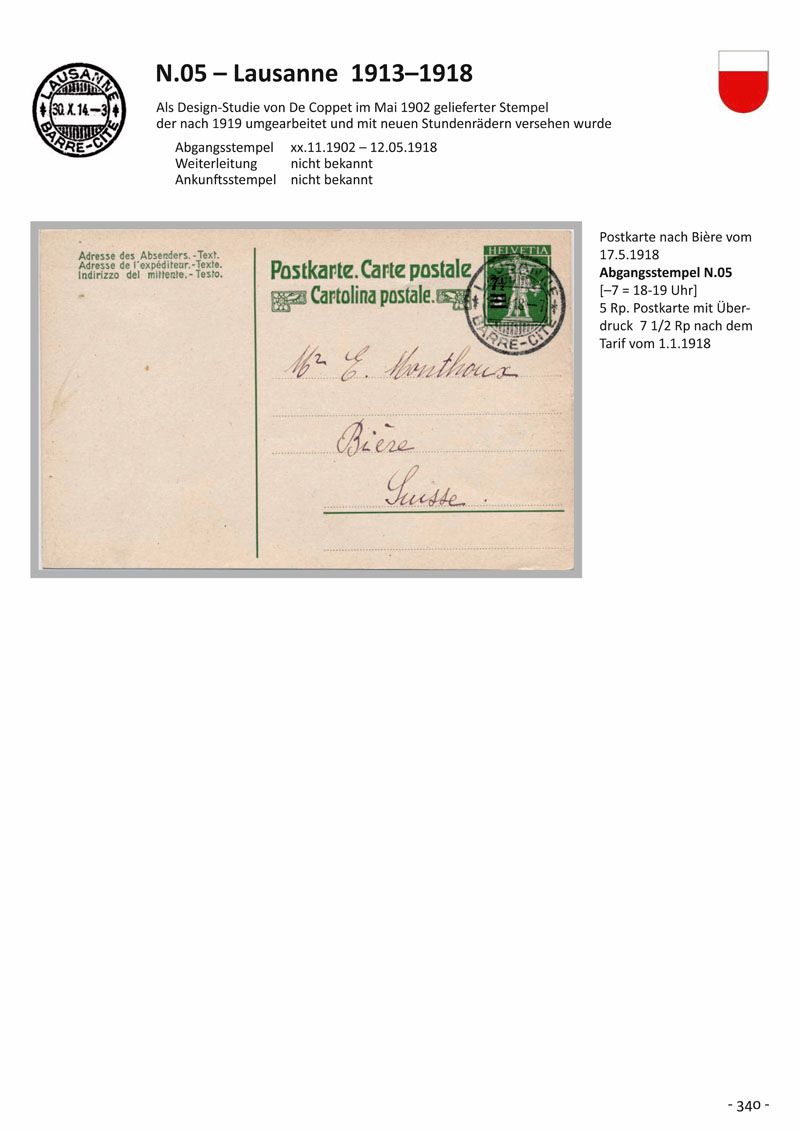 LAUSANNE
30.X.14.–3
BARRE-CITE
N.05 – Lausanne 1913–1918
Als Design-Studie von De Coppet im Mai 1902 gelieferter Stempel
der nach 1919 umgearbeitet und mit neuen Stundenrädern versehen wurde
Abgangsstempel xx.11.1902 – 12.05.1918
Weiterleitung nicht bekannt
Ankunftsstempel nicht bekannt
Adresse des Absenders.-Text.
Adresse de l'expéditeur.-Texte.
Indirizzo del mittente.-Testo.
Postkarte. Carte postale
Cartolina postale.
HELVETIA
BARRE-CITE
Mr E. Monthoux
Bière
Suisse.
Postkarte nach Bière vom
17.5.1918
Abgangsstempel N.05
[–7 = 18-19 Uhr]
5 Rp. Postkarte mit Über-
druck 7 1/2 Rp nach dem
Tarif vom 1.1.1918
- 340 -